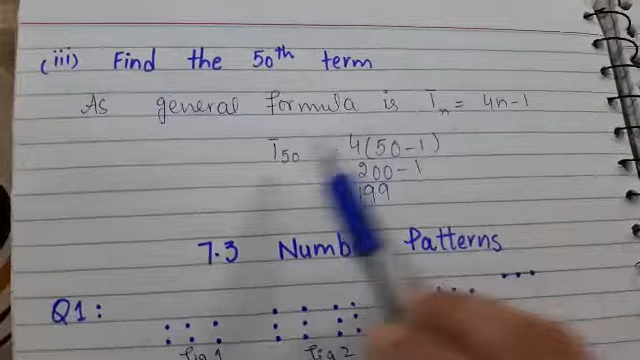 (iii) Find the 50th term
As general formula is Tn = 4n-1
T50 4(50-1)
200-1
199
7.3 Number Patterns
Q1:
fig 1 fig 2